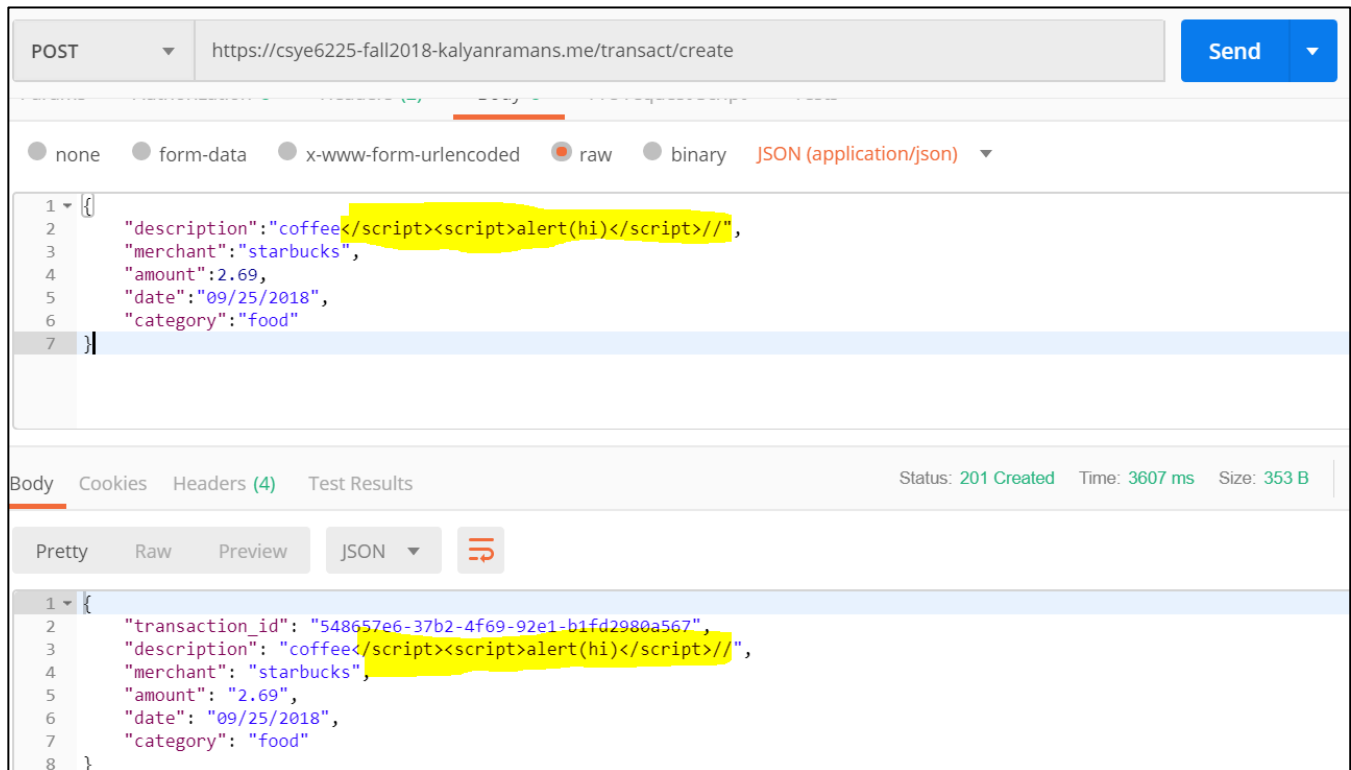 POST https://csye6225-fall2018-kalyanramans.me/transact/create Send
none form-data x-www-form-urlencoded raw binary JSON (application/json)
1 {
2 "description":"coffee</script><script>alert(hi)</script>//",
3 "merchant":"starbucks",
4 "amount":2.69,
5 "date":"09/25/2018",
6 "category":"food"
7 }
Body Cookies Headers (4) Test Results Status: 201 Created Time: 3607 ms Size: 353 B
Pretty Raw Preview JSON
1 {
2 "transaction_id": "548657e6-37b2-4f69-92e1-b1fd2980a567",
3 "description": "coffee</script><script>alert(hi)</script>//",
4 "merchant": "starbucks",
5 "amount": "2.69",
6 "date": "09/25/2018",
7 "category": "food"
8 }